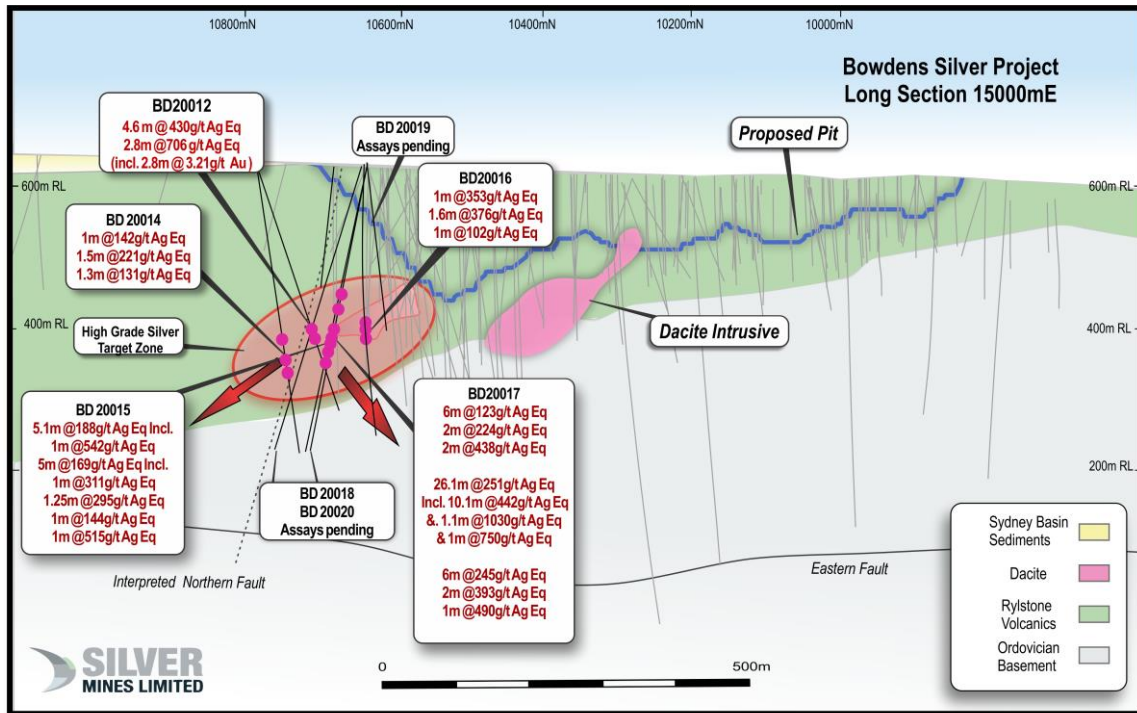 10800mN
10600mN
10400mN
10200mN
10000mN
Bowdens Silver Project
Long Section 15000mE
BD20012
4.6m @430g/t Ag Eq
2.8m @706 g/t Ag Eq
(incl. 2.8m @ 3.21g/t Au )
BD 20019
Assays pending
Proposed Pit
600m RL
600m RL
BD20016
1m @353g/t Ag Eq
1.6m @376g/t Ag Eq
1m @102g/t Ag Eq
BD 20014
1m @142g/t Ag Eq
1.5m @221g/t Ag Eq
1.3m @131g/t Ag Eq
400m RL
400m RL
High Grade Silver
Target Zone
Dacite Intrusive
BD 20015
5.1m @188g/t Ag Eq Incl.
1m @542g/t Ag Eq
5m @169g/t Ag Eq Incl.
1m @311g/t Ag Eq
1.25m @295g/t Ag Eq
1m @144g/t Ag Eq
1m @515g/t Ag Eq
BD20017
6m @123g/t Ag Eq
2m @224g/t Ag Eq
2m @438g/t Ag Eq
26.1m @251g/t Ag Eq
Incl. 10.1m @442g/t Ag Eq
&. 1.1m @1030g/t Ag Eq
& 1m @750g/t Ag Eq
6m @245g/t Ag Eq
2m @393g/t Ag Eq
1m @490g/t Ag Eq
200m RL
BD 20018
BD 20020
Assays pending
Interpreted Northern Fault
Eastern Fault
Sydney Basin
Sediments
Dacite
Rylstone
Volcanics
Ordovician
Basement
SILVER
MINES LIMITED
0
500m